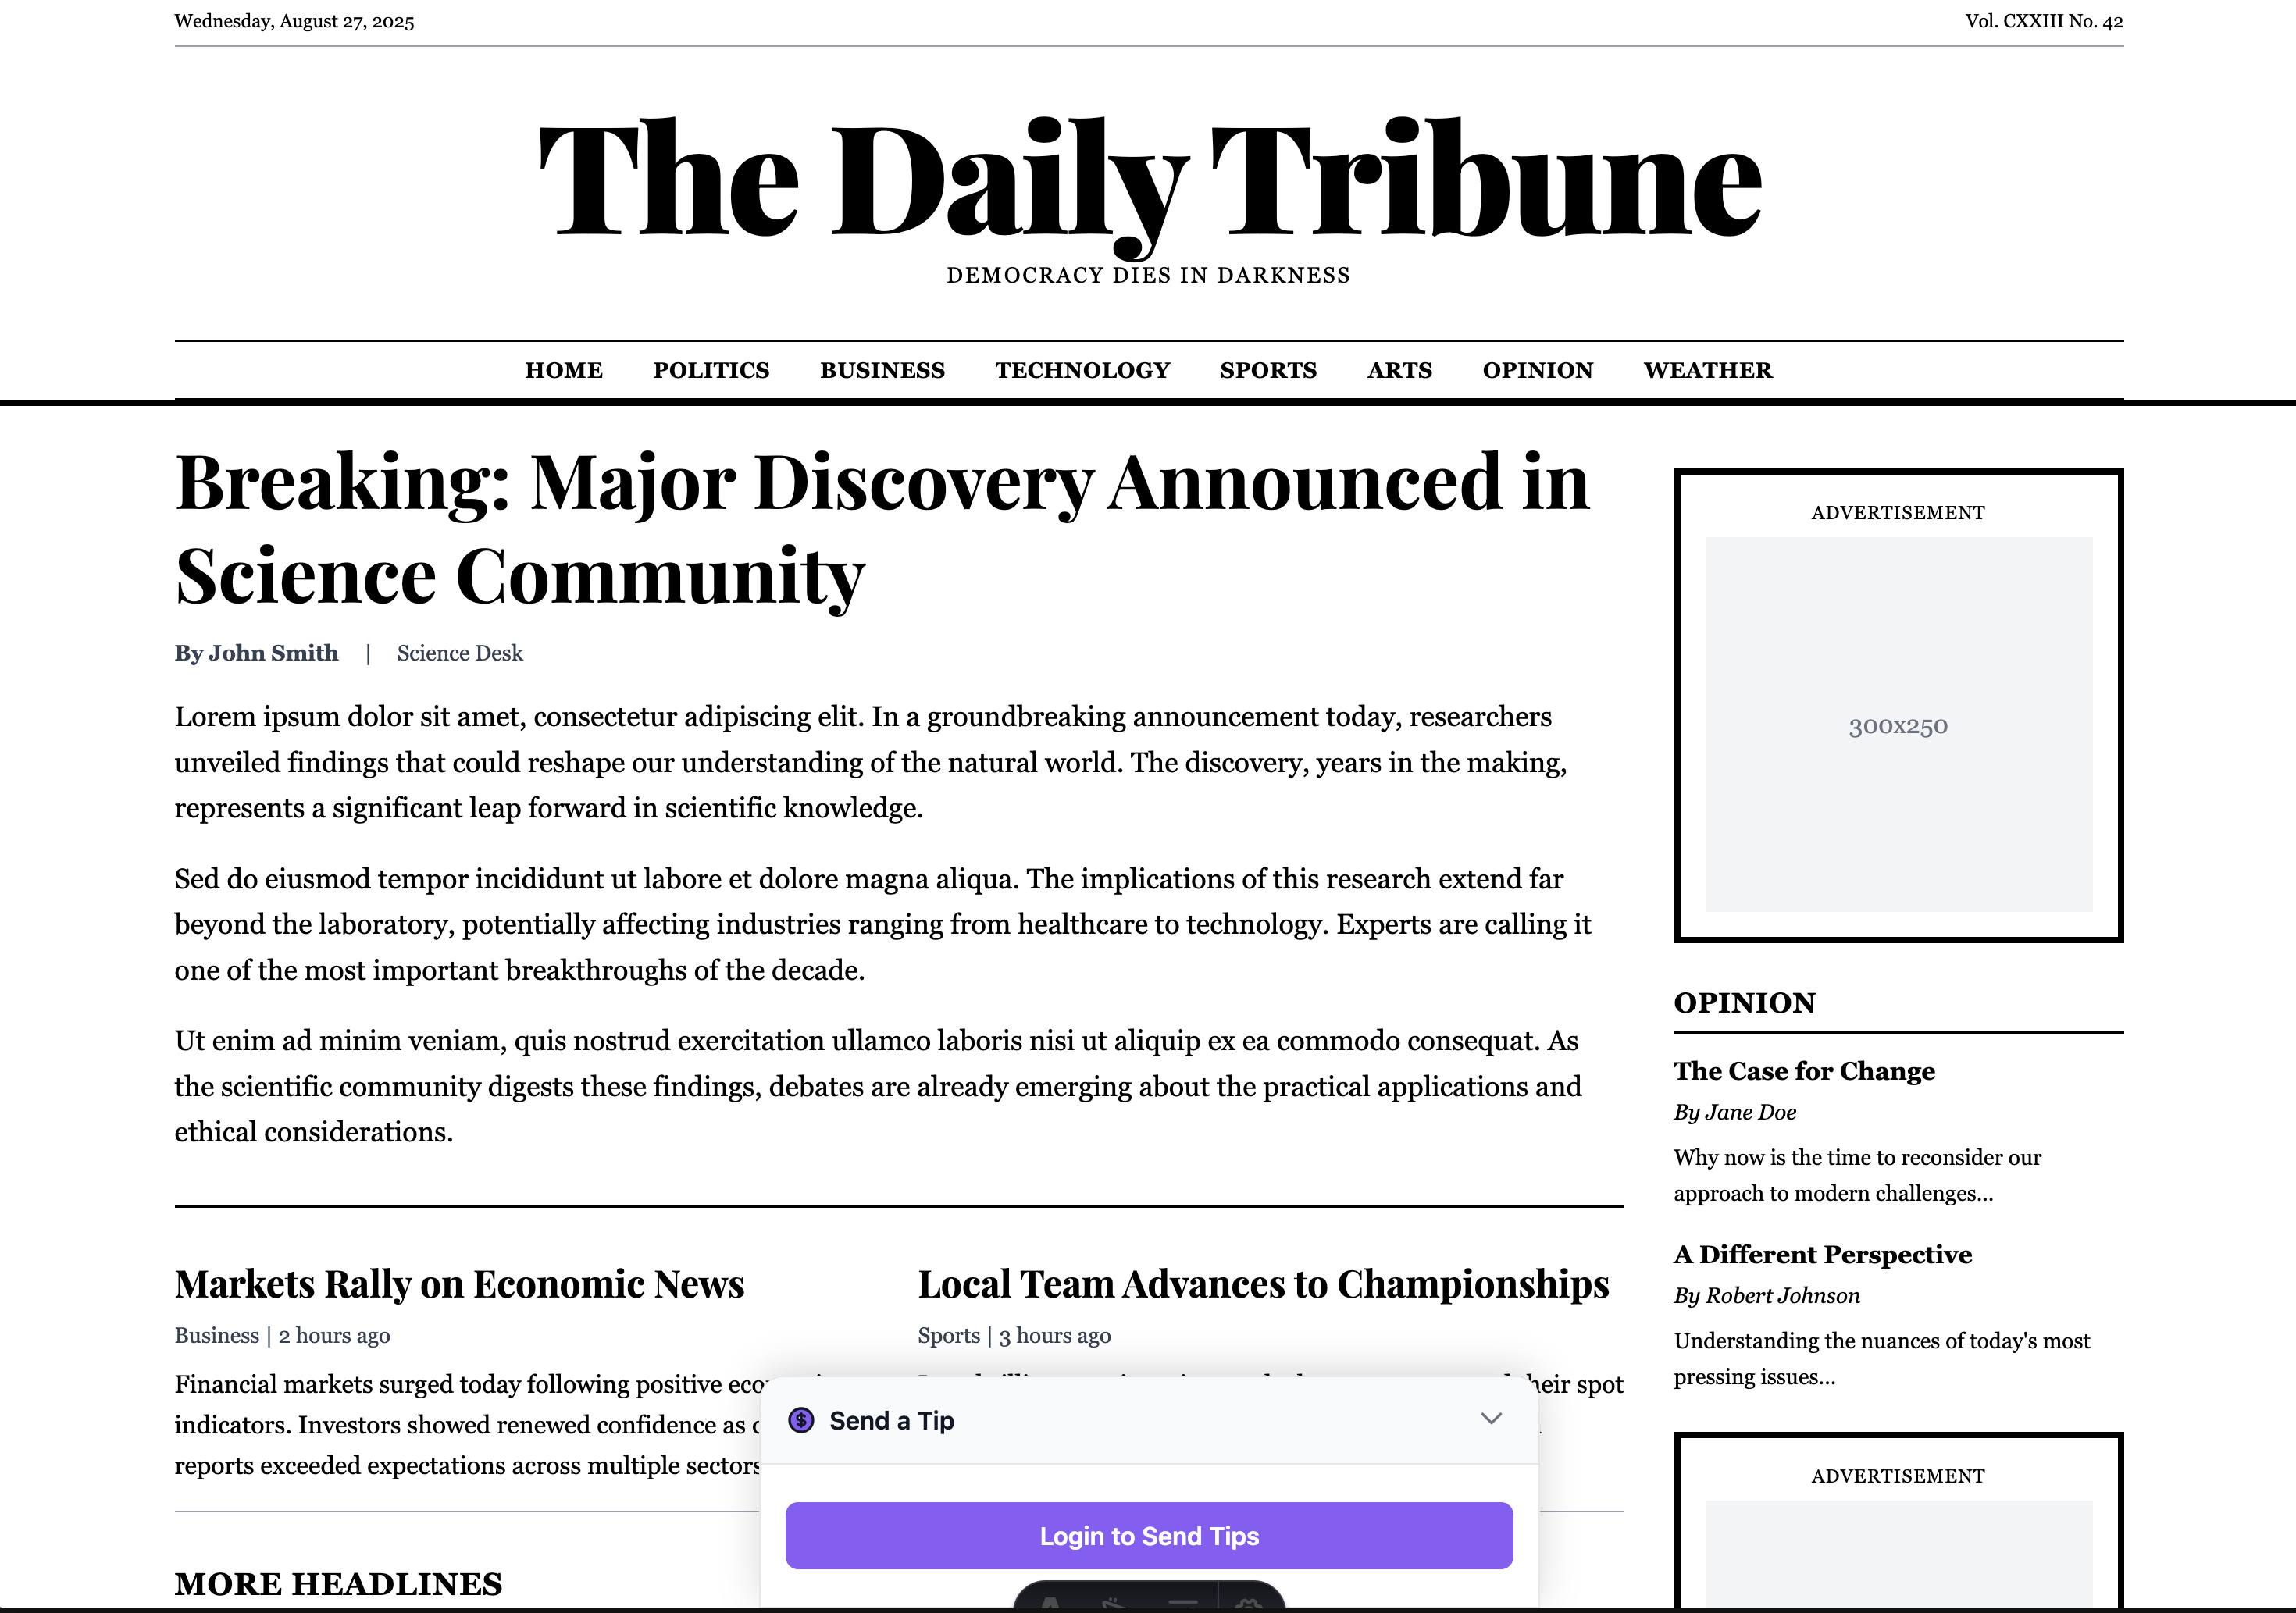 Wednesday, August 27, 2025
Vol. CXXIII No. 42
The Daily Tribune
DEMOCRACY DIES IN DARKNESS
HOME POLITICS BUSINESS TECHNOLOGY SPORTS ARTS OPINION WEATHER
Breaking: Major Discovery Announced in
Science Community
By John Smith | Science Desk
Lorem ipsum dolor sit amet, consectetur adipiscing elit. In a groundbreaking announcement today, researchers
unveiled findings that could reshape our understanding of the natural world. The discovery, years in the making,
represents a significant leap forward in scientific knowledge.
Sed do eiusmod tempor incididunt ut labore et dolore magna aliqua. The implications of this research extend far
beyond the laboratory, potentially affecting industries ranging from healthcare to technology. Experts are calling it
one of the most important breakthroughs of the decade.
Ut enim ad minim veniam, quis nostrud exercitation ullamco laboris nisi ut aliquip ex ea commodo consequat. As
the scientific community digests these findings, debates are already emerging about the practical applications and
ethical considerations.
Markets Rally on Economic News
Business | 2 hours ago
Financial markets surged today following positive
indicators. Investors showed renewed confidence as
reports exceeded expectations across multiple sectors
Local Team Advances to Championships
Sports | 3 hours ago
spot
MORE HEADLINES
ADVERTISEMENT
300x250
OPINION
The Case for Change
By Jane Doe
Why now is the time to reconsider our
approach to modern challenges...
A Different Perspective
By Robert Johnson
Understanding the nuances of today's most
pressing issues...
ADVERTISEMENT
Send a Tip
Login to Send Tips